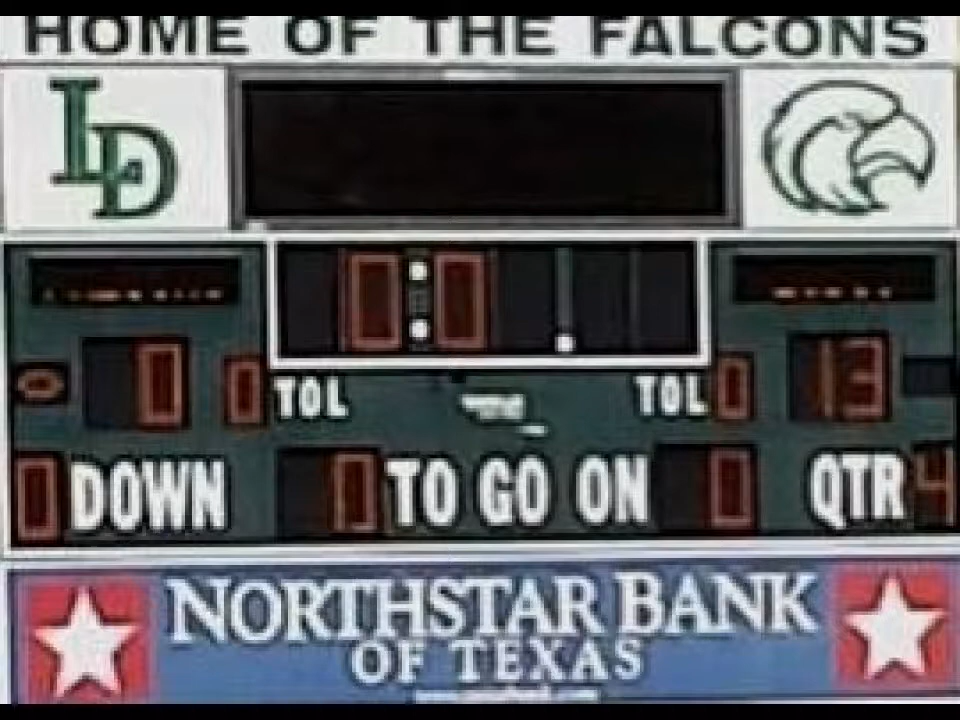 HOME OF THE FALCONS
LD
0:0
0 0 TOL TOL 0 13
0 DOWN 0 TO GO ON 0 QTR 4
NORTHSTAR BANK
OF TEXAS